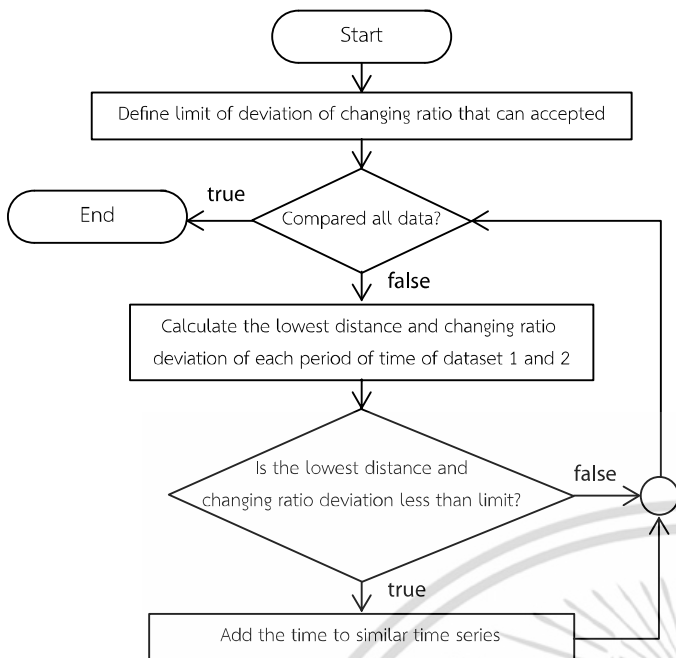 Start
Define limit of deviation of changing ratio that can accepted
true
End
Compared all data?
false
Calculate the lowest distance and changing ratio
deviation of each period of time of dataset 1 and 2
Is the lowest distance and
changing ratio deviation less than limit?
false
true
Add the time to similar time series